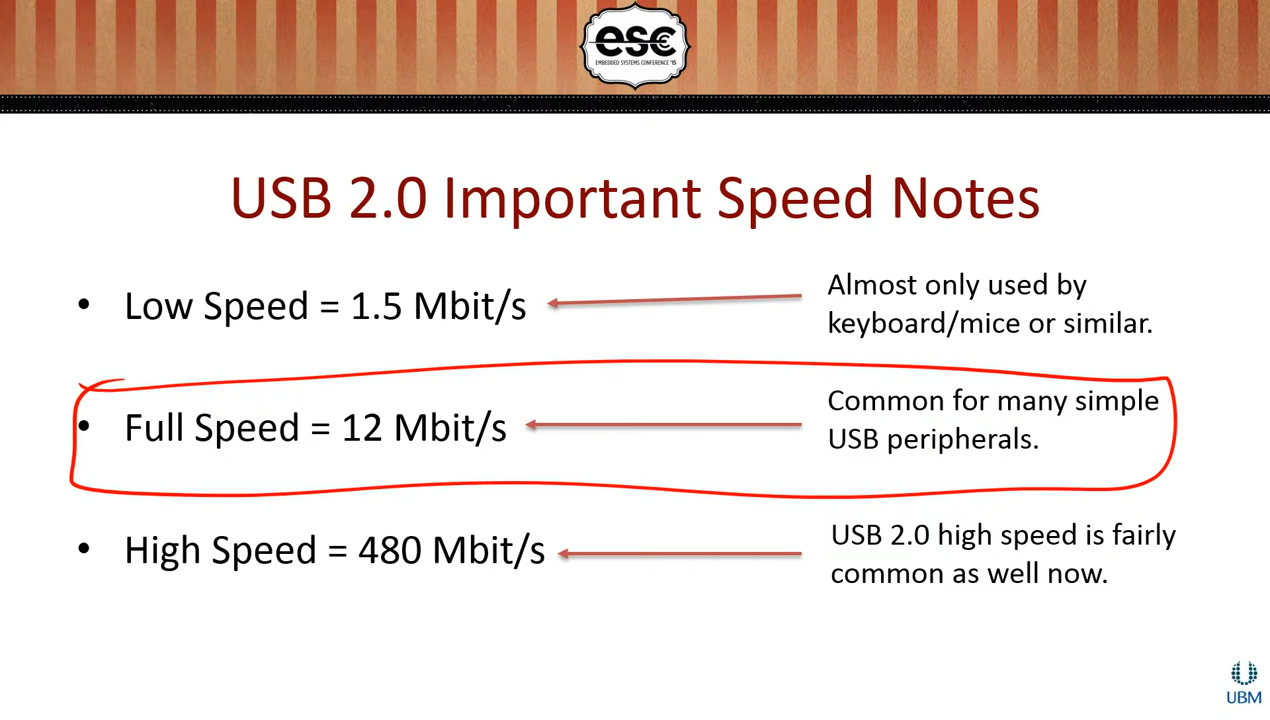 esc
EMBEDDED SYSTEMS CONFERENCE '15
USB 2.0 Important Speed Notes
• Low Speed = 1.5 Mbit/s
Almost only used by
keyboard/mice or similar.
• Full Speed = 12 Mbit/s
Common for many simple
USB peripherals.
• High Speed = 480 Mbit/s
USB 2.0 high speed is fairly
common as well now.
UBM